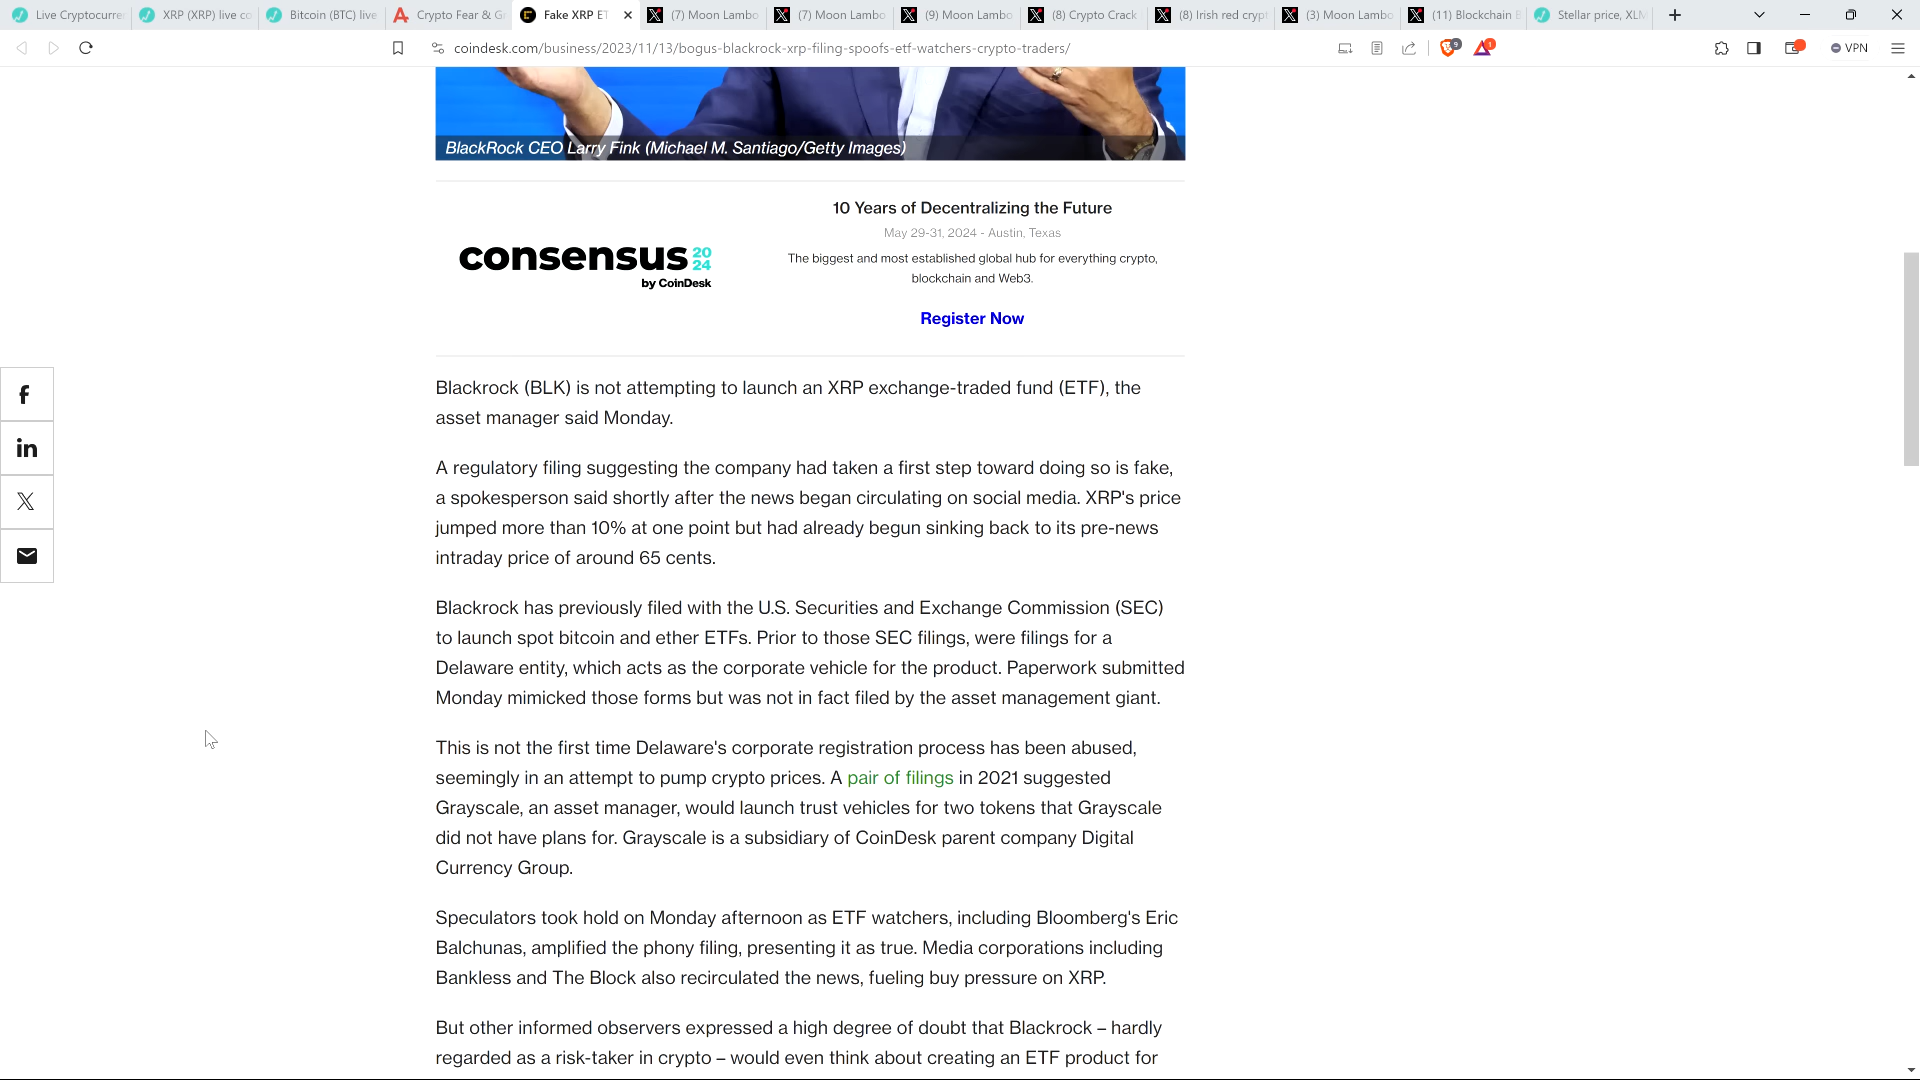 Live Cryptocurren
XRP (XRP) live co
Bitcoin (BTC) live
Crypto Fear & Gr
Fake XRP ET
(7) Moon Lambo
(7) Moon Lambo
(9) Moon Lambo
(8) Crypto Crack
(8) Irish red crypt
(3) Moon Lambo
(11) Blockchain B
Stellar price, XLM
coindesk.com/business/2023/11/13/bogus-blackrock-xrp-filing-spoofs-etf-watchers-crypto-traders/
VPN
BlackRock CEO Larry Fink (Michael M. Santiago/Getty Images)
consensus 2024
by CoinDesk
10 Years of Decentralizing the Future
May 29-31, 2024 - Austin, Texas
The biggest and most established global hub for everything crypto,
blockchain and Web3.
Register Now
Blackrock (BLK) is not attempting to launch an XRP exchange-traded fund (ETF), the
asset manager said Monday.
A regulatory filing suggesting the company had taken a first step toward doing so is fake,
a spokesperson said shortly after the news began circulating on social media. XRP's price
jumped more than 10% at one point but had already begun sinking back to its pre-news
intraday price of around 65 cents.
Blackrock has previously filed with the U.S. Securities and Exchange Commission (SEC)
to launch spot bitcoin and ether ETFs. Prior to those SEC filings, were filings for a
Delaware entity, which acts as the corporate vehicle for the product. Paperwork submitted
Monday mimicked those forms but was not in fact filed by the asset management giant.
This is not the first time Delaware's corporate registration process has been abused,
seemingly in an attempt to pump crypto prices. A pair of filings in 2021 suggested
Grayscale, an asset manager, would launch trust vehicles for two tokens that Grayscale
did not have plans for. Grayscale is a subsidiary of CoinDesk parent company Digital
Currency Group.
Speculators took hold on Monday afternoon as ETF watchers, including Bloomberg's Eric
Balchunas, amplified the phony filing, presenting it as true. Media corporations including
Bankless and The Block also recirculated the news, fueling buy pressure on XRP.
But other informed observers expressed a high degree of doubt that Blackrock – hardly
regarded as a risk-taker in crypto – would even think about creating an ETF product for